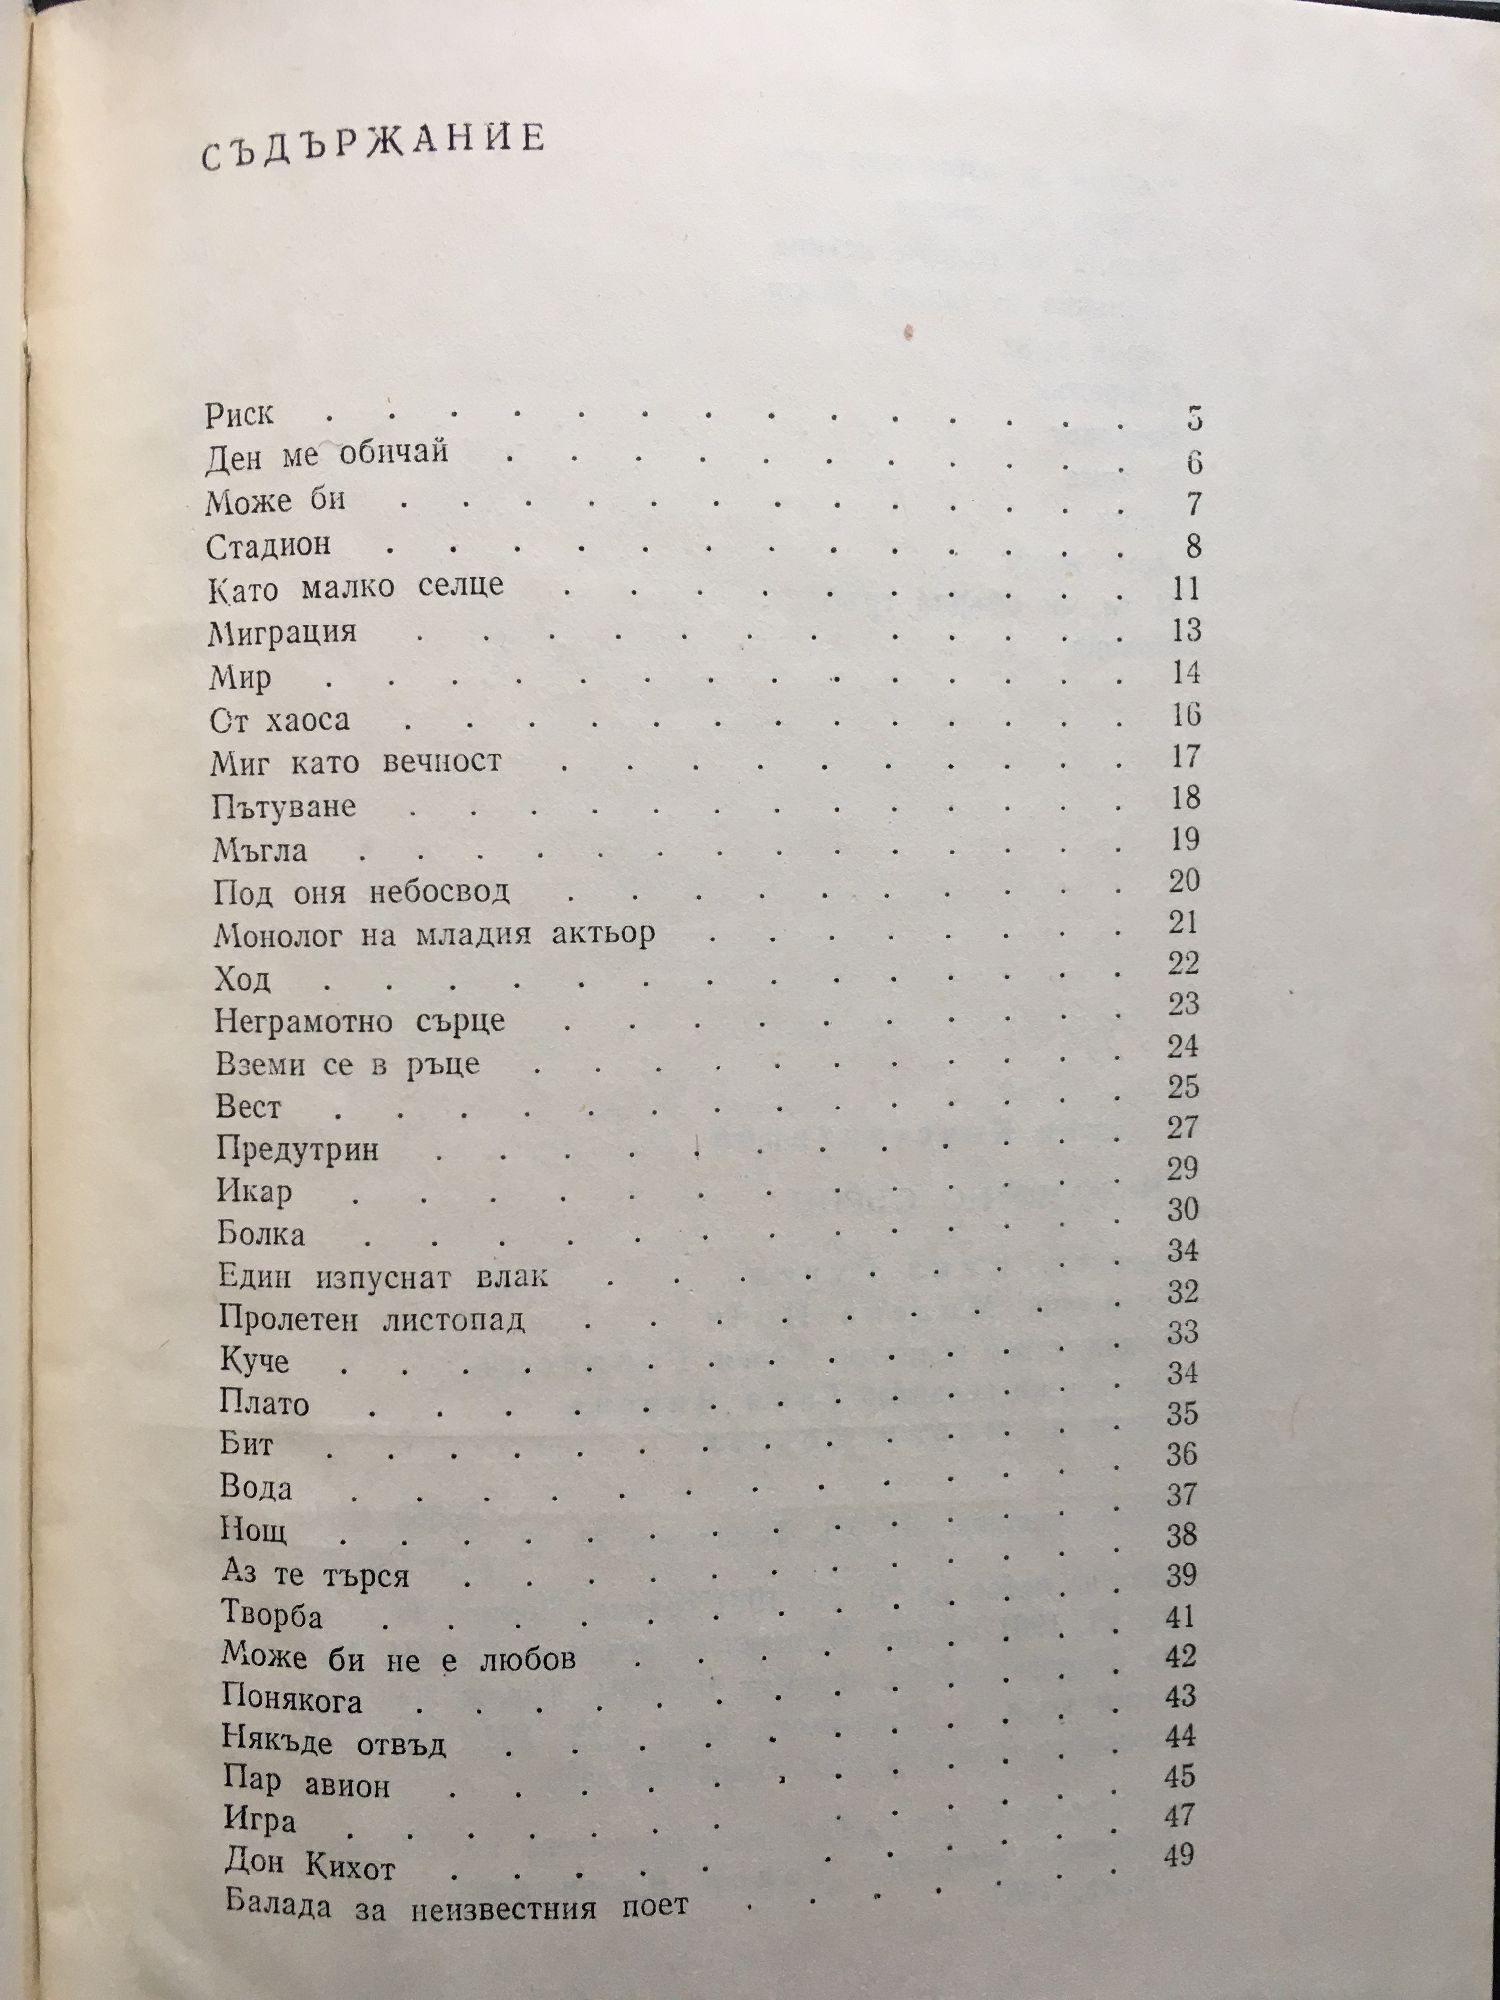 СЪДЪРЖАНИЕ
Риск . . . . . . . . . . . . . . 5
Ден ме обичай . . . . . . . . . . . 6
Може би . . . . . . . . . . . . 7
Стадион . . . . . . . . . . . . . 8
Като малко селце . . . . . . . . . . 11
Миграция . . . . . . . . . . . 13
Мир . . . . . . . . . . . . . . 14
От хаоса . . . . . . . . . . . . 16
Миг като вечност . . . . . . . . . . 17
Пътуване . . . . . . . . . . . . 18
Мъгла . . . . . . . . . . . . . 19
Под оня небосвод . . . . . . . . . . 20
Монолог на младия актьор . . . . . . . . 21
Ход . . . . . . . . . . . . . . 22
Неграмотно сърце . . . . . . . . . . 23
Вземи се в ръце . . . . . . . . . . 24
Вест . . . . . . . . . . . . . 25
Предутрин . . . . . . . . . . . 27
Икар . . . . . . . . . . . . 29
Болка . . . . . . . . . . . . 30
Един изпуснат влак . . . . . . . . . 34
Пролетен листопад . . . . . . . . . 32
Куче . . . . . . . . . . . . . 33
Плато . . . . . . . . . . . . 34
Бит . . . . . . . . . . . . . 35
Вода . . . . . . . . . . . . 36
Нощ . . . . . . . . . . . . . 37
Аз те търся . . . . . . . . . . . 38
Творба . . . . . . . . . . . . 39
Може би не е любов . . . . . . . . 41
Понякога . . . . . . . . . . . . 42
Някъде отвъд . . . . . . . . . . 43
Пар авион . . . . . . . . . . . 44
Игра . . . . . . . . . . . . 45
Дон Кихот . . . . . . . . . . 47
Балада за неизвестния поет . . . . . . . 49